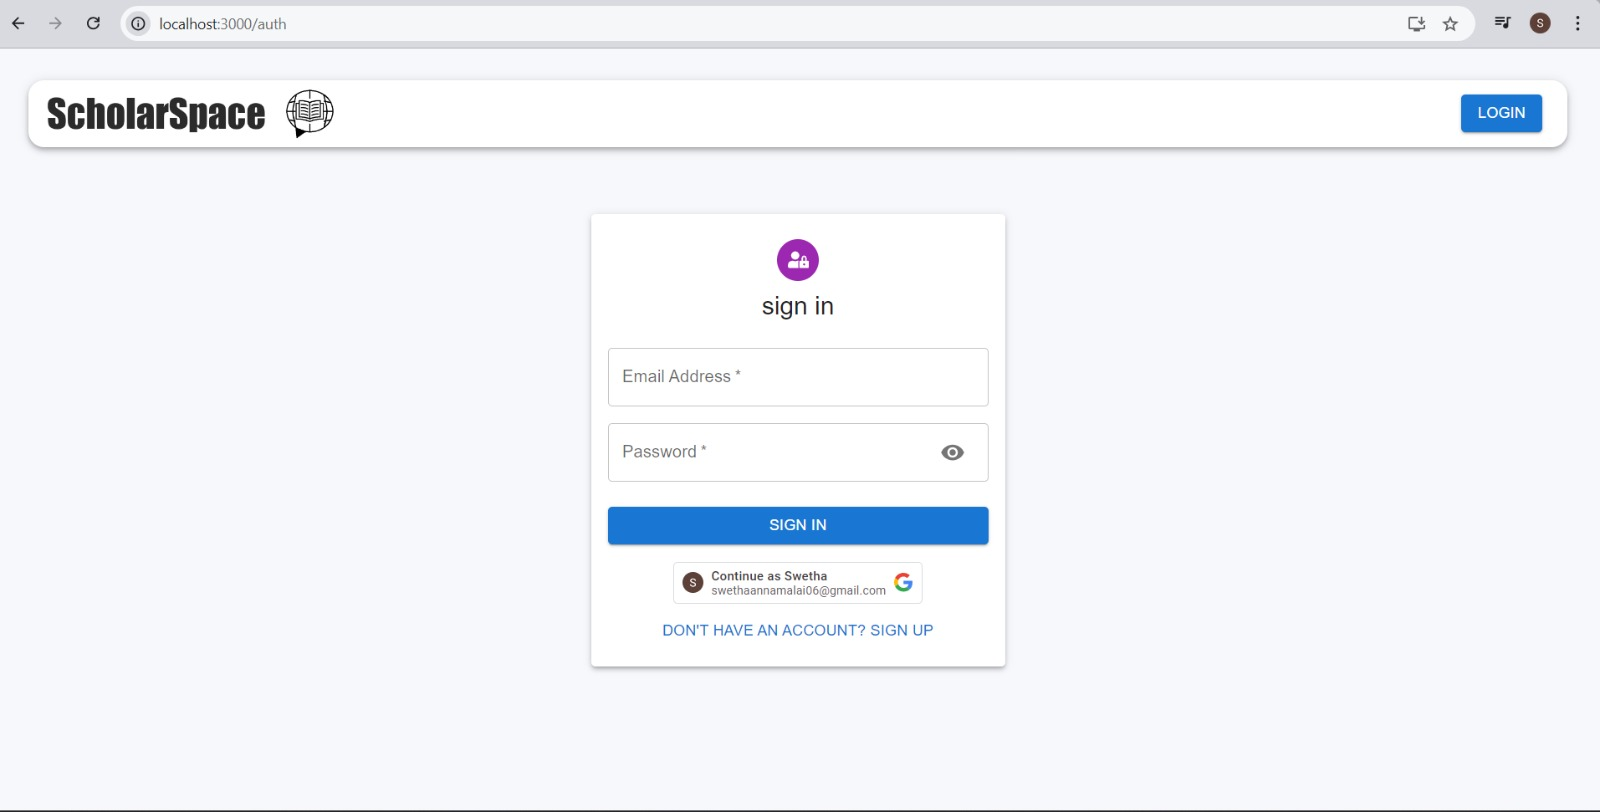 localhost:3000/auth
S
ScholarSpace
LOGIN
sign in
Email Address *
Password *
SIGN IN
S
Continue as Swetha
swethaannamalai06@gmail.com
DON'T HAVE AN ACCOUNT? SIGN UP